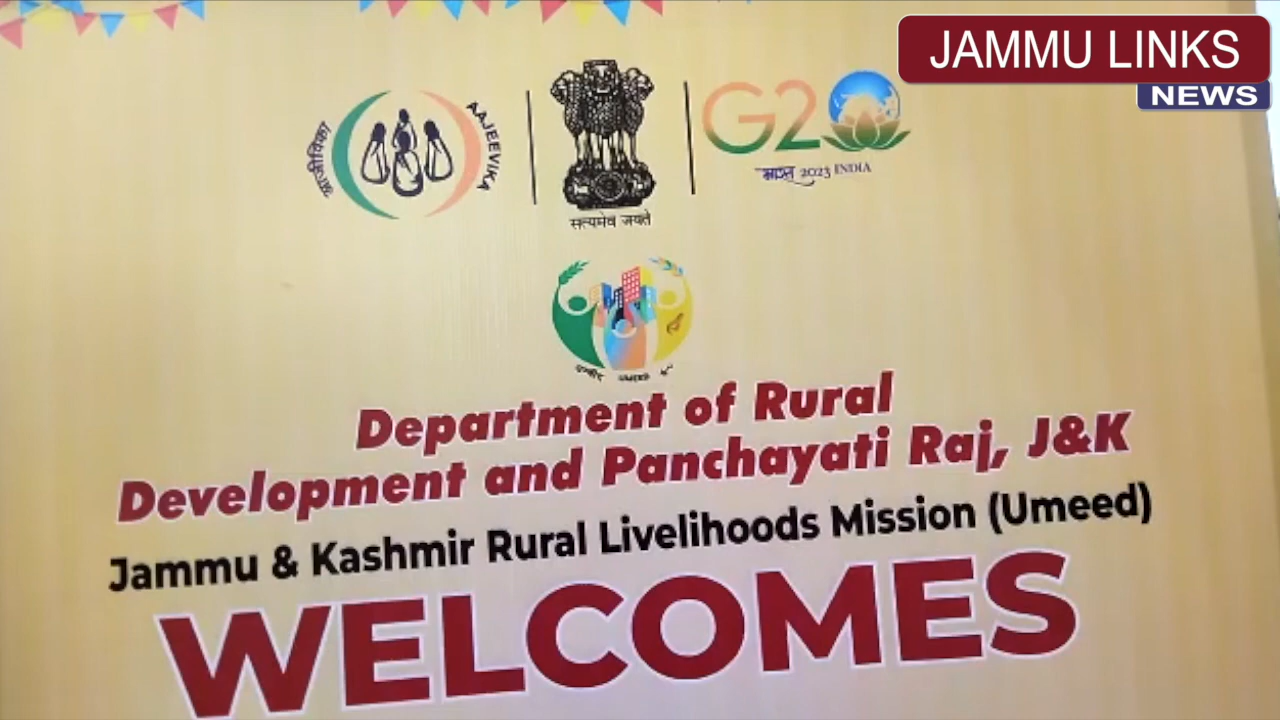 JAMMU LINKS
NEWS
आजीविका
AAJEEVIKA
सत्यमेव जयते
G20
भारत 2023 INDIA
Department of Rural
Development and Panchayati Raj, J&K
Jammu & Kashmir Rural Livelihoods Mission (Umeed)
WELCOMES